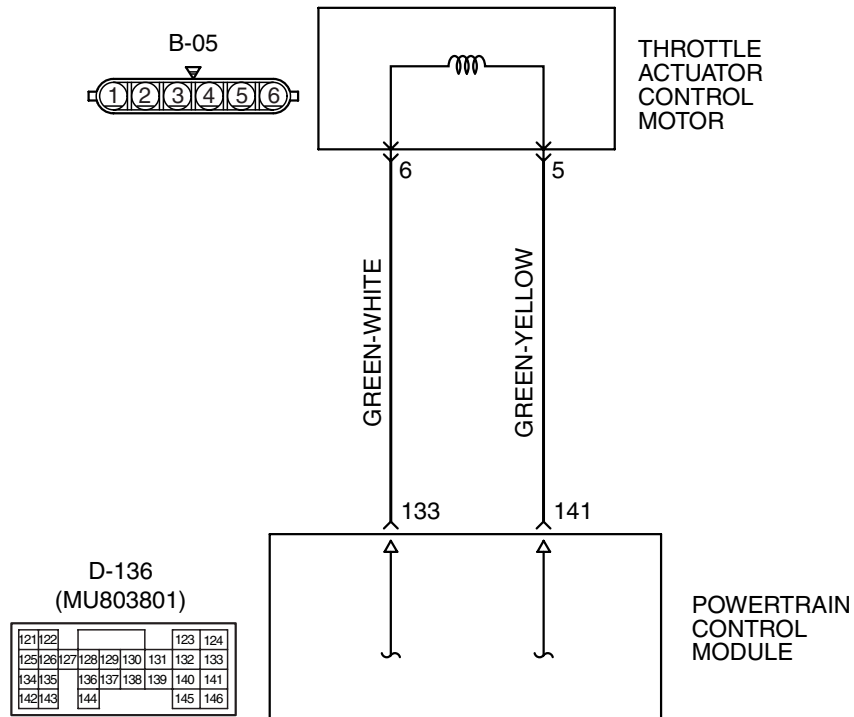 B-05
1 2 3 4 5 6
THROTTLE
ACTUATOR
CONTROL
MOTOR
6 5
GREEN-WHITE
GREEN-YELLOW
133 141
D-136
(MU803801)
121 122 123 124
125 126 127 128 129 130 131 132 133
134 135 136 137 138 139 140 141
142 143 144 145 146
POWERTRAIN
CONTROL
MODULE